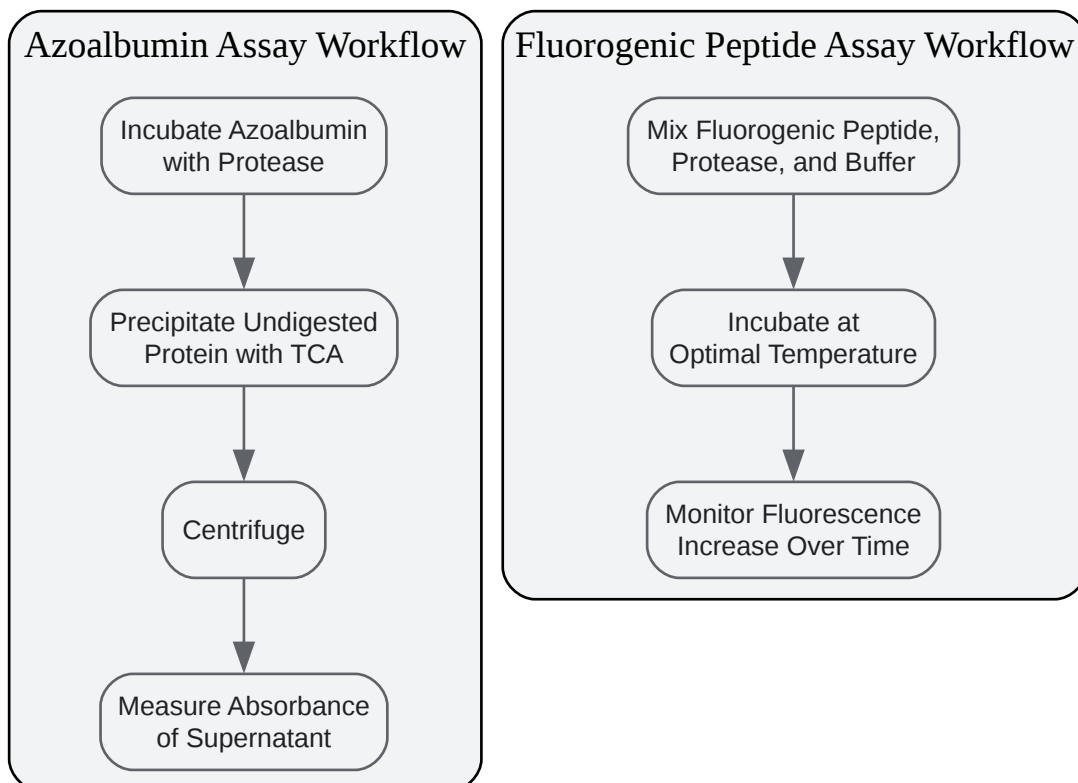 Azoalbumin Assay Workflow
Incubate Azoalbumin
with Protease
Precipitate Undigested
Protein with TCA
Centrifuge
Measure Absorbance
of Supernatant
Fluorogenic Peptide Assay Workflow
Mix Fluorogenic Peptide,
Protease, and Buffer
Incubate at
Optimal Temperature
Monitor Fluorescence
Increase Over Time